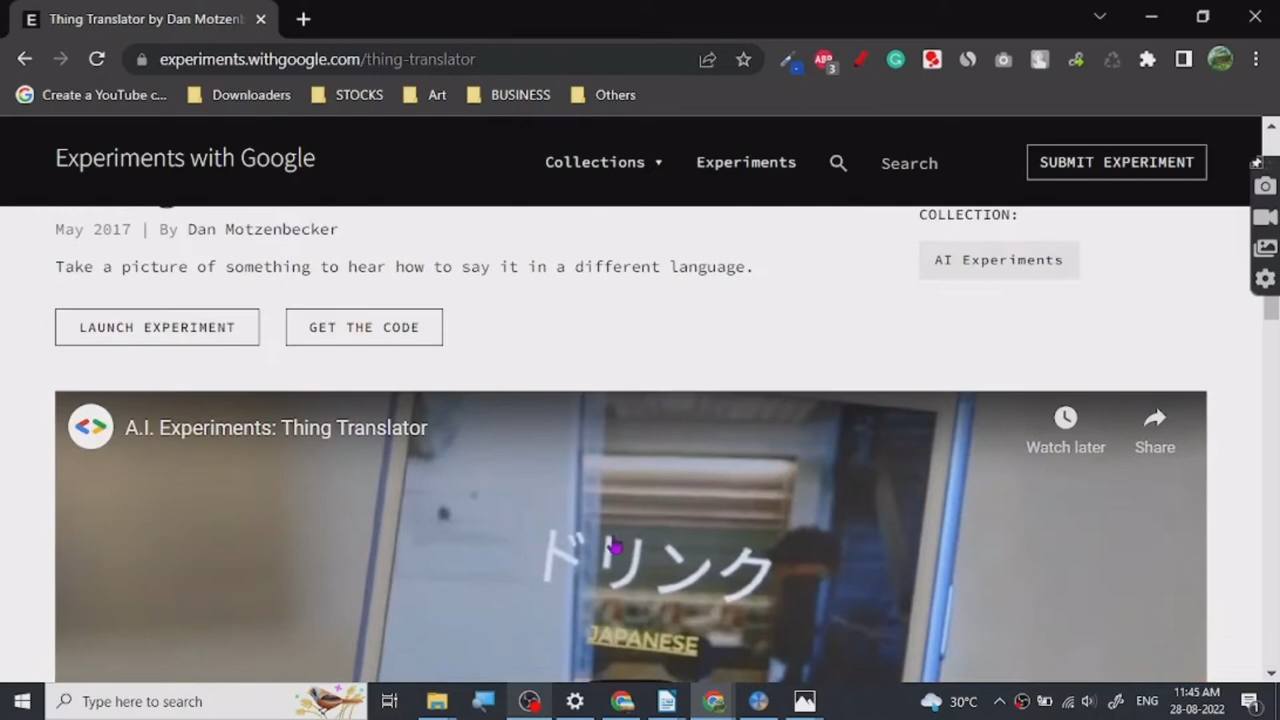 Thing Translator by Dan Motzenb
experiments.withgoogle.com/thing-translator
ABP
3
Create a YouTube c...
Downloaders
STOCKS
Art
BUSINESS
Others
Experiments with Google
Collections
Experiments
Search
SUBMIT EXPERIMENT
May 2017 | By Dan Motzenbecker
COLLECTION:
Take a picture of something to hear how to say it in a different language.
AI Experiments
LAUNCH EXPERIMENT
GET THE CODE
A.I. Experiments: Thing Translator
Watch later
Share
ドリンク
JAPANESE
Type here to search
30°C
ENG
11:45 AM
28-08-2022
1